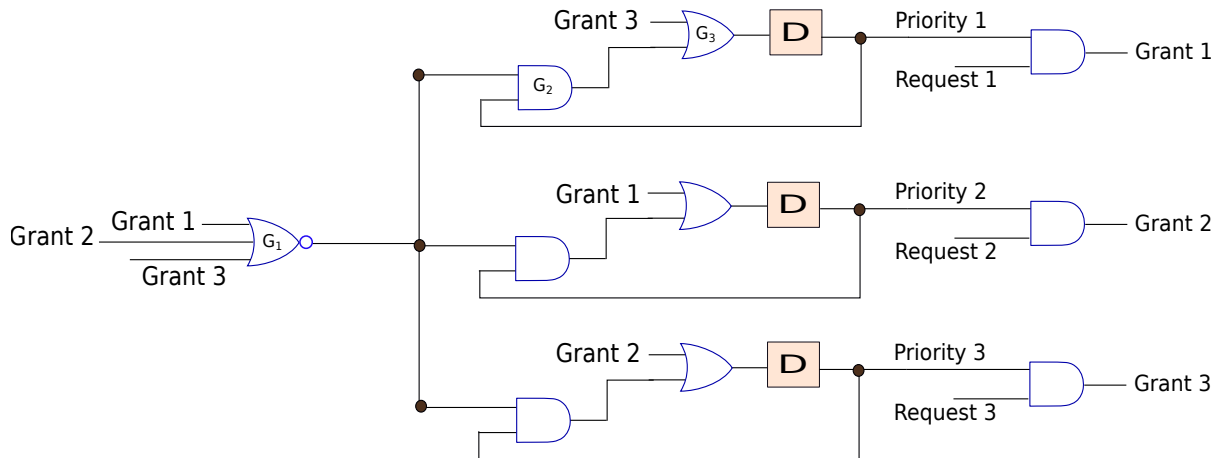 Grant 3
G3
D
Priority 1
Grant 1
Request 1
G2
Grant 1
D
Priority 2
Grant 2
Request 2
Grant 1
Grant 2
G1
Grant 3
Grant 2
D
Priority 3
Grant 3
Request 3